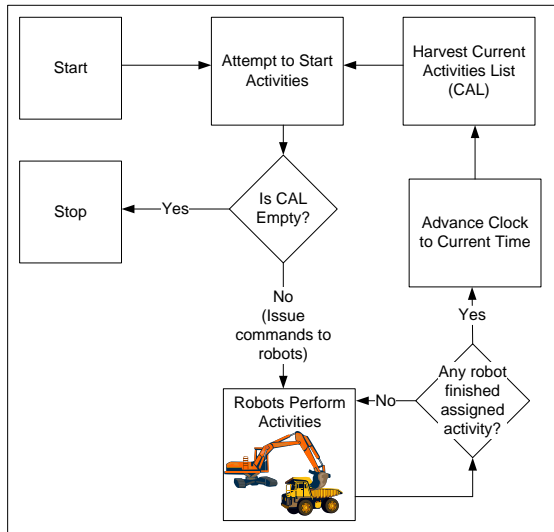 Start
Attempt to Start
Activities
Harvest Current
Activities List
(CAL)
Stop
Yes
Is CAL
Empty?
Advance Clock
to Current Time
No
(Issue
commands to
robots)
Yes
Robots Perform
Activities
No
Any robot
finished
assigned
activity?